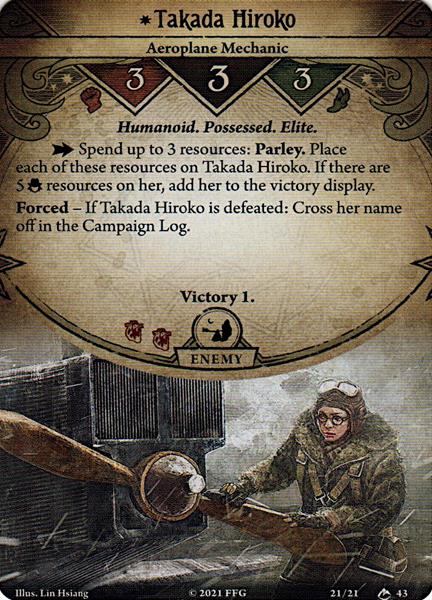 Takada Hiroko
Aeroplane Mechanic
3 3 3
Humanoid. Possessed. Elite.
Spend up to 3 resources: Parley. Place
each of these resources on Takada Hiroko. If there are
5 resources on her, add her to the victory display.
Forced – If Takada Hiroko is defeated: Cross her name
off in the Campaign Log.
Victory 1.
ENEMY
Illus. Lin Hsiang © 2021 FFG 21/21 43